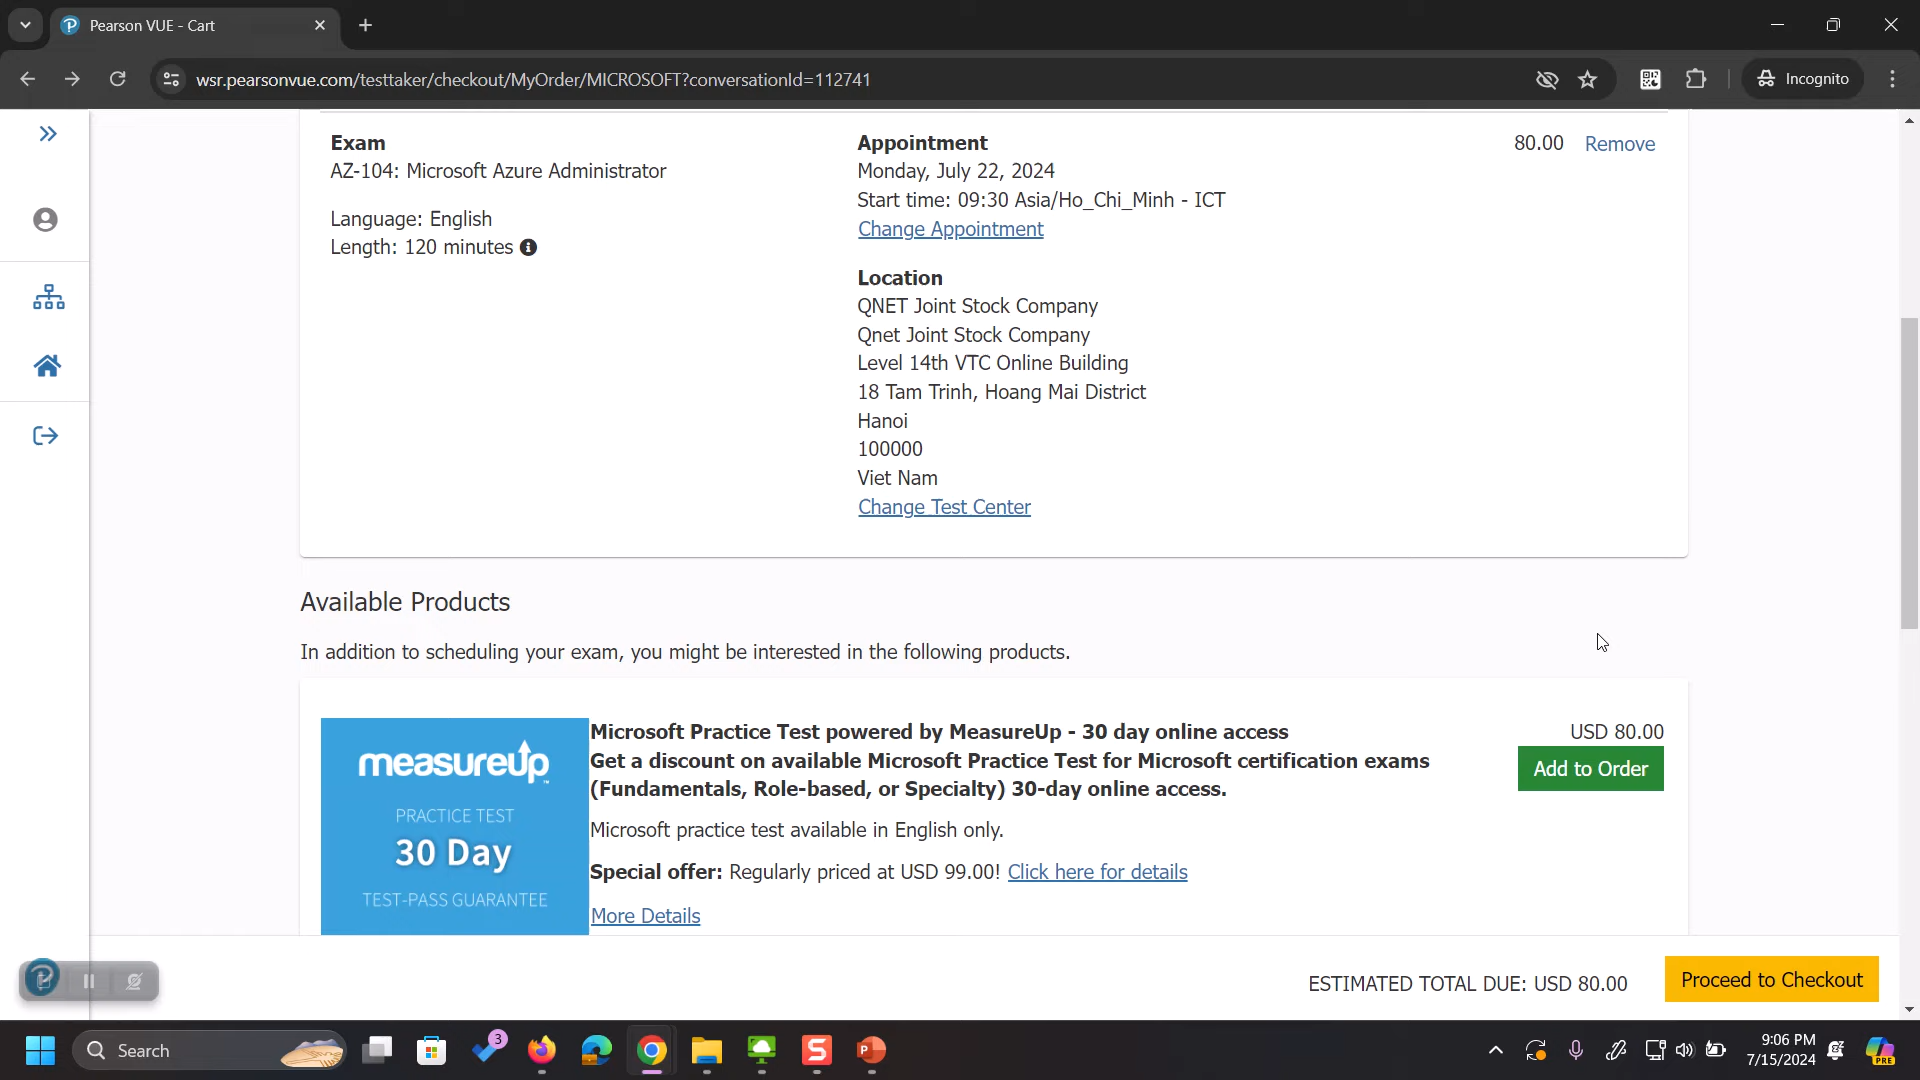 Pearson VUE - Cart
wsr.pearsonvue.com/testtaker/checkout/MyOrder/MICROSOFT?conversationId=112741
Incognito
Exam
AZ-104: Microsoft Azure Administrator
Language: English
Length: 120 minutes
Appointment
Monday, July 22, 2024
Start time: 09:30 Asia/Ho_Chi_Minh - ICT
Change Appointment
80.00 Remove
Location
QNET Joint Stock Company
Qnet Joint Stock Company
Level 14th VTC Online Building
18 Tam Trinh, Hoang Mai District
Hanoi
100000
Viet Nam
Change Test Center
Available Products
In addition to scheduling your exam, you might be interested in the following products.
measureup
PRACTICE TEST
30 Day
TEST-PASS GUARANTEE
Microsoft Practice Test powered by MeasureUp - 30 day online access
Get a discount on available Microsoft Practice Test for Microsoft certification exams
(Fundamentals, Role-based, or Specialty) 30-day online access.
Microsoft practice test available in English only.
Special offer: Regularly priced at USD 99.00! Click here for details
More Details
USD 80.00
Add to Order
ESTIMATED TOTAL DUE: USD 80.00
Proceed to Checkout
Search
3
9:06 PM
7/15/2024
PRE